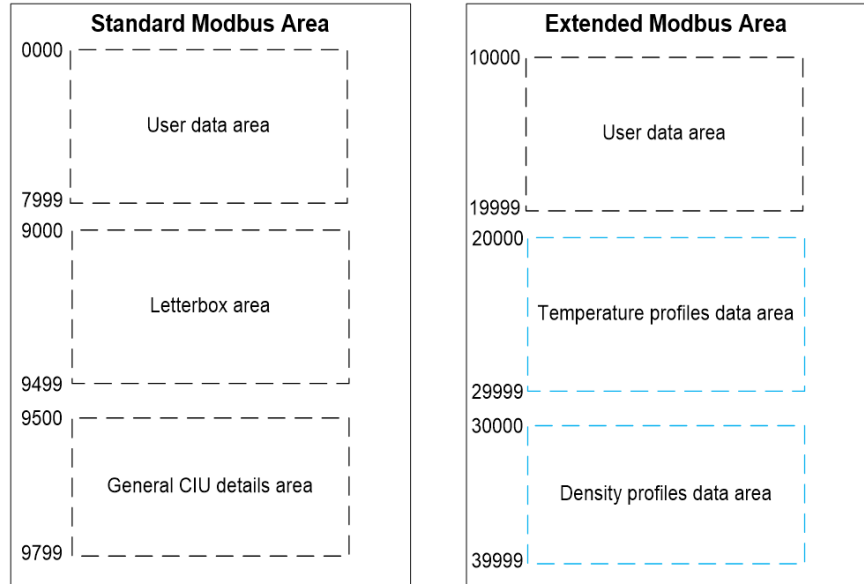 Standard Modbus Area
0000
User data area
7999
9000
Letterbox area
9499
9500
General CIU details area
9799
Extended Modbus Area
10000
User data area
19999
20000
Temperature profiles data area
29999
30000
Density profiles data area
39999